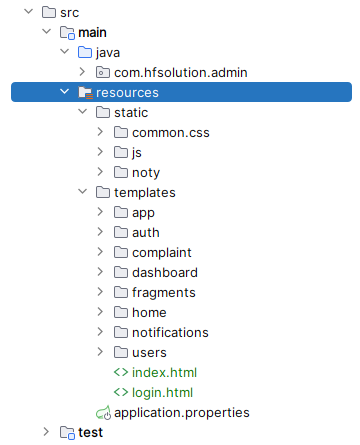 src
main
java
com.hfsolution.admin
resources
static
common.css
js
noty
templates
app
auth
complaint
dashboard
fragments
home
notifications
users
<> index.html
<> login.html
application.properties
test